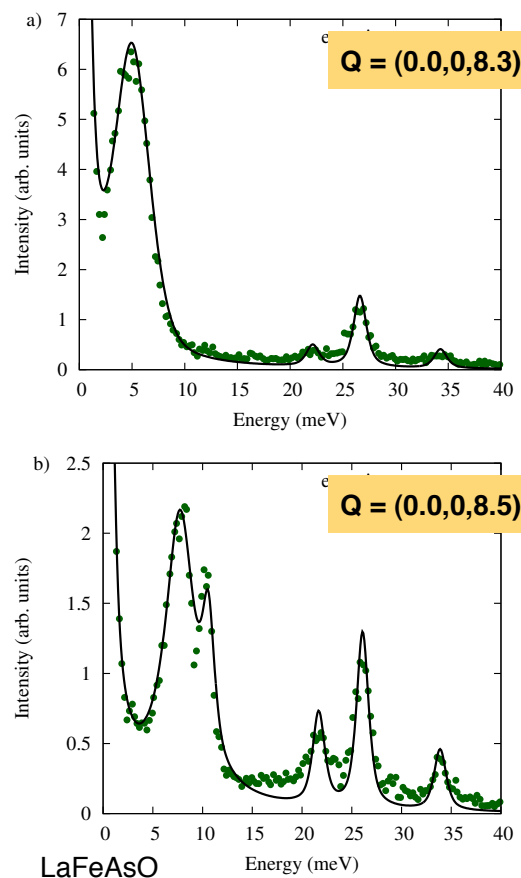 a)
7
6
5
4
3
2
1
0
Intensity (arb. units)
Q = (0.0,0,8.3)
0 5 10 15 20 25 30 35 40
Energy (meV)
b)
2.5
2
1.5
1
0.5
0
Intensity (arb. units)
Q = (0.0,0,8.5)
0 5 10 15 20 25 30 35 40
Energy (meV)
LaFeAsO